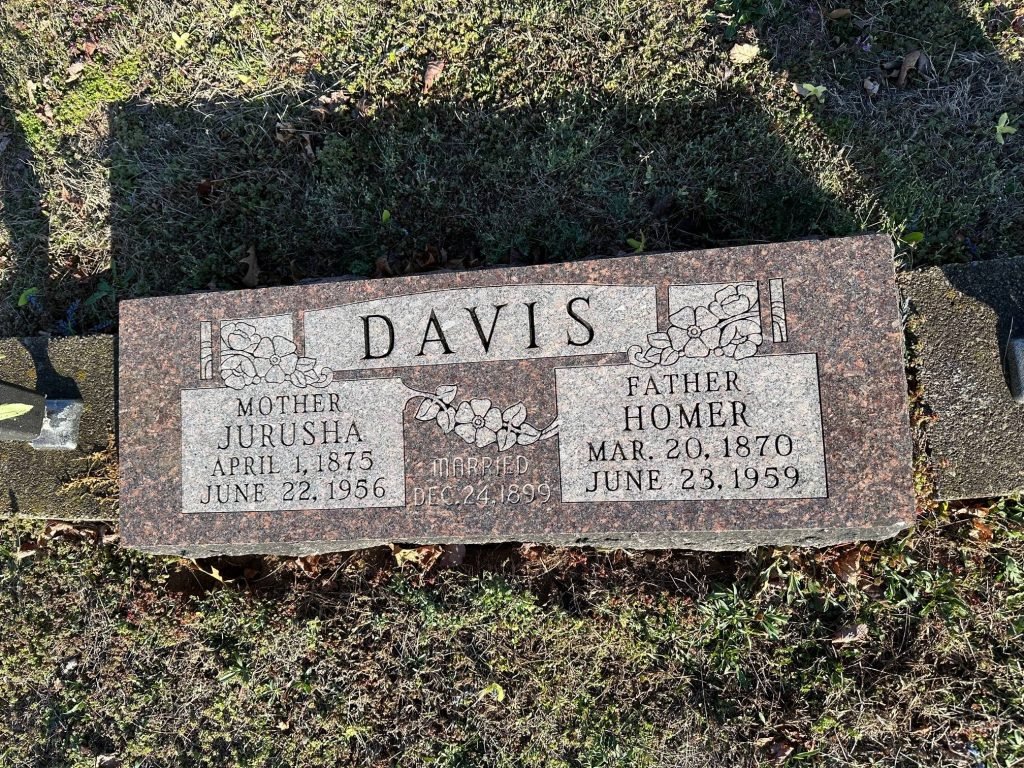 DAVIS
MOTHER
JURUSHA
APRIL 1, 1875
JUNE 22, 1956
MARRIED
DEC. 24, 1899
FATHER
HOMER
MAR. 20, 1870
JUNE 23, 1959